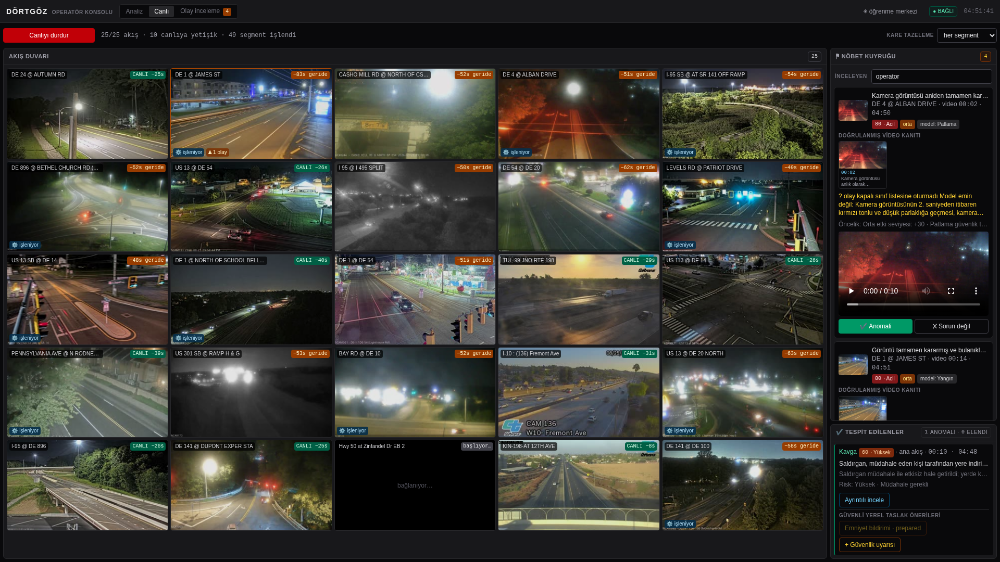 DÖRTGÖZ OPERATÖR KONSOLU Analiz Canlı Olay inceleme 4
◈ öğrenme merkezi ● BAĞLI 04:51:41
Canlıyı durdur 25/25 akış · 10 canlıya yetişik · 49 segment işlendi
KARE TAZELEME her segment
AKIŞ DUVARI 25
DE 24 @ AUTUMN RD CANLI −25s
DE 1 @ JAMES ST −83s geride
işleniyor 1 olay
CASHO MILL RD @ NORTH OF CS… −52s geride
DE 4 @ ALBAN DRIVE −51s geride
işleniyor
I-95 SB @ AT SR 141 OFF RAMP −54s geride
işleniyor
DE 896 @ BETHEL CHURCH RD (… −52s geride
işleniyor
US 13 @ DE 54 CANLI −26s
I 95 @ I 495 SPLIT −50s geride
DE 54 @ DE 20 −62s geride
LEVELS RD @ PATRIOT DRIVE −49s geride
işleniyor
US 13 SB @ DE 14 −48s geride
işleniyor
DE 1 @ NORTH OF SCHOOL BELL… CANLI −40s
işleniyor
DE 1 @ DE 54 −51s geride
TUL-99-JNO RTE 198 CANLI −29s
Caltrans
US 113 @ DE 14 CANLI −26s
PENNSYLVANIA AVE @ N RODNE… CANLI −39s
işleniyor
US 301 SB @ RAMP H & G −53s geride
BAY RD @ DE 10 −52s geride
işleniyor
I-10 : (136) Fremont Ave 08/25/ CANLI −31s
CAM 136
W10- Fremont Ave
Caltrans
US 13 @ DE 20 NORTH −63s geride
işleniyor
I-95 @ DE 896 CANLI −26s
DE 141 @ DUPONT EXPER STA CANLI −25s
Hwy 50 at Zinfandel Dr EB 2 başlıyor…
bağlanıyor…
KIN-198-AT 12TH AVE CANLI −8s
Caltrans
DE 141 @ DE 100 −58s geride
işleniyor
NÖBET KUYRUĞU 4
İNCELEYEN operator
Kamera görüntüsü aniden tamamen kar…
DE 4 @ ALBAN DRIVE · video 00:02 ·
04:50
80 · Acil orta model: Patlama
DOĞRULANMIŞ VİDEO KANITI
00:02
Kamera görüntüsü
anlık olarak…
? olay kapalı sınıf listesine oturmadı Model emin
değil: Kamera görüntüsünün 2. saniyeden itibaren
kırmızı tonlu ve düşük parlaklığa geçmesi, kamera…
Öncelik: Orta etki seviyesi: +30 · Patlama güvenlik t…
0:00 / 0:10
Anomali ✗ Sorun değil
Görüntü tamamen kararmış ve bulanıkl…
DE 1 @ JAMES ST · video 00:14 ·
04:51
80 · Acil orta model: Yangın
DOĞRULANMIŞ VİDEO KANITI
TESPİT EDİLENLER 1 ANOMALİ · 0 ELENDİ
Kavga 60 · Yüksek · ana akış · 00:10 · 04:48
Saldırgan, müdahale eden kişi tarafından yere indiri…
Saldırgan müdahale ile etkisiz hale getirildi; yerde k…
Risk: Yüksek · Müdahale gerekli
Ayrıntılı incele
GÜVENLİ YEREL TASLAK ÖNERİLERİ
Emniyet bildirimi · prepared
+ Güvenlik uyarısı